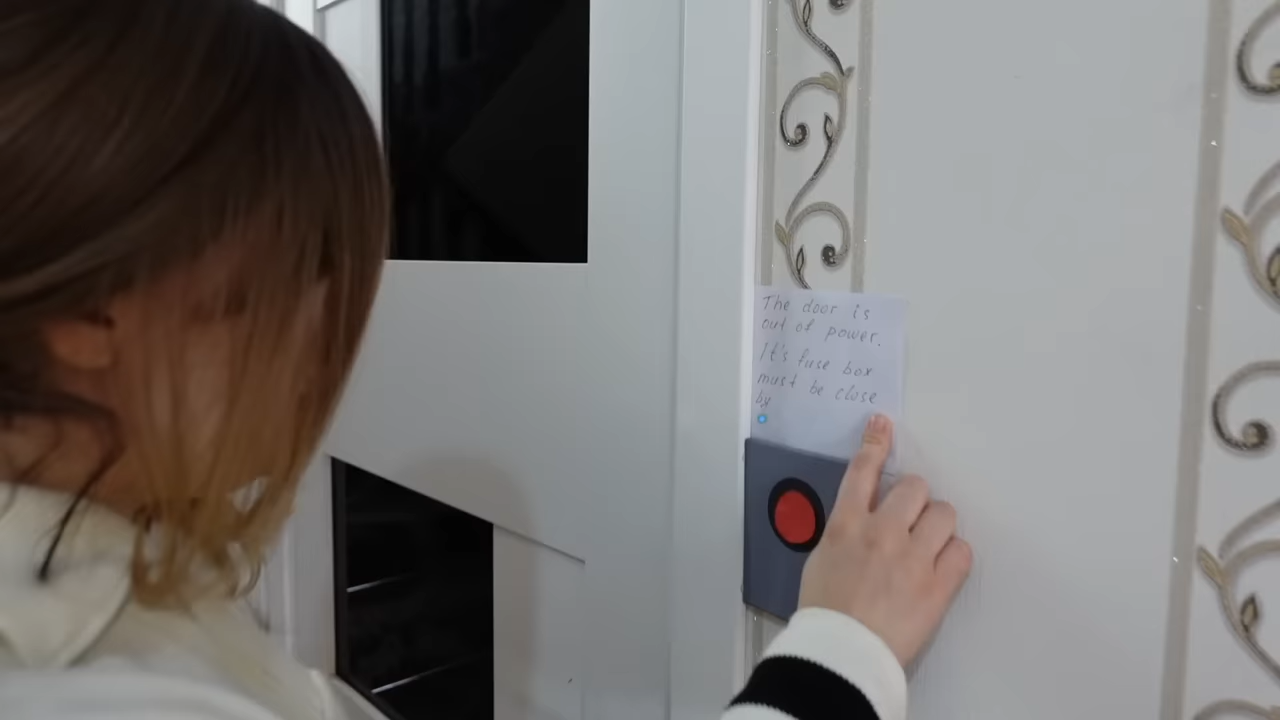 The door is
out of power.
It's fuse box
must be close
by